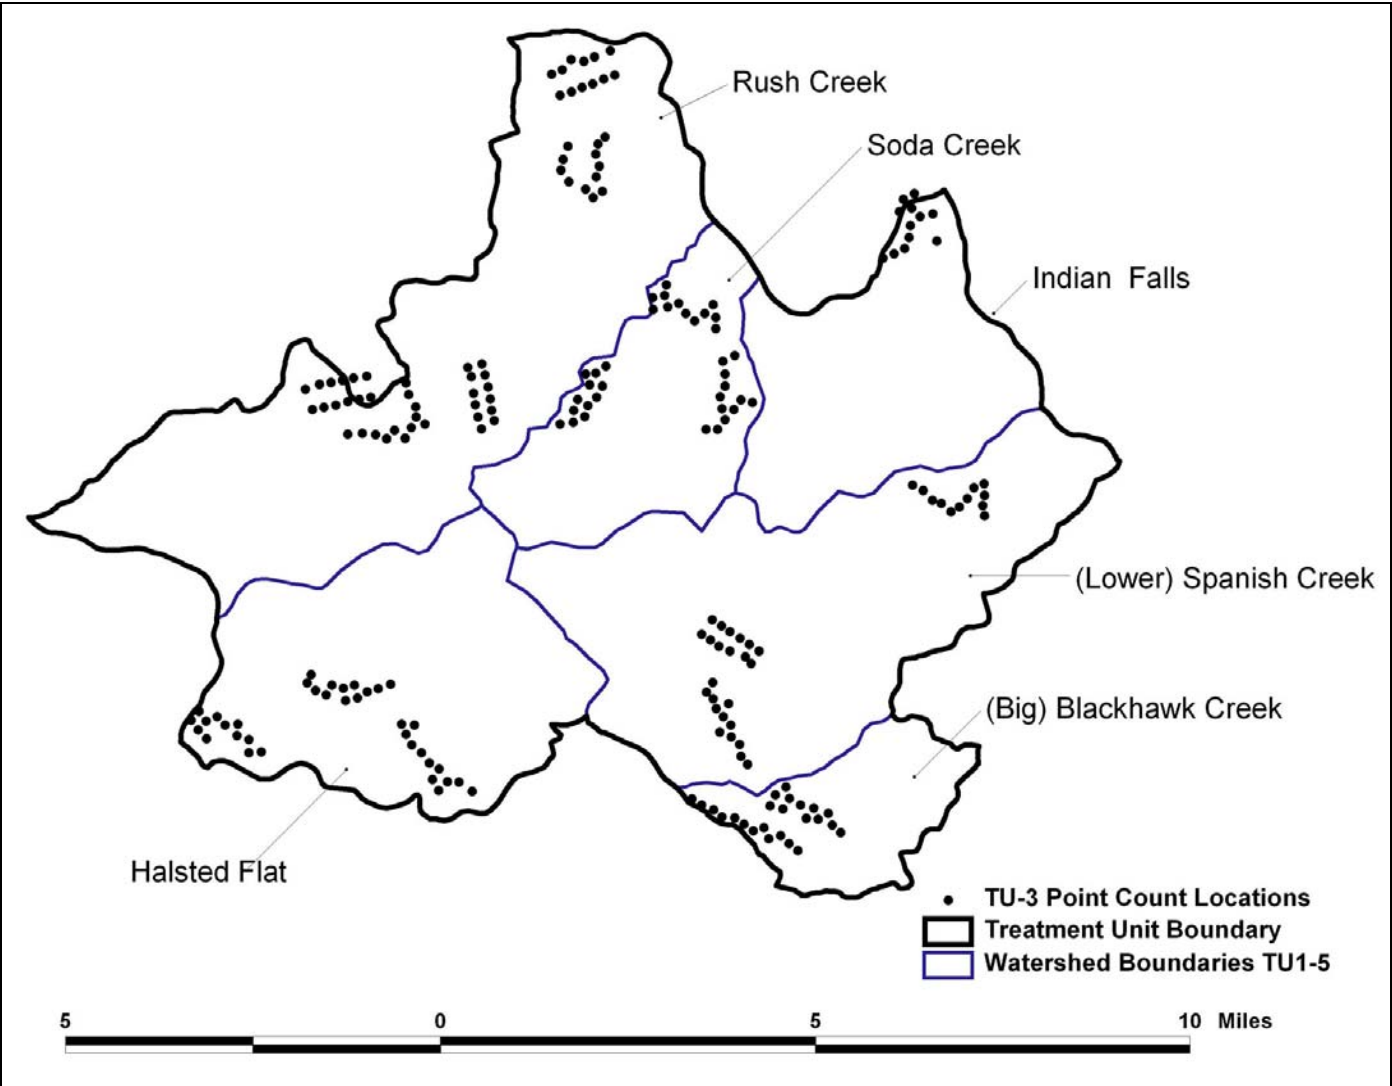 Rush Creek
Soda Creek
Indian Falls
(Lower) Spanish Creek
(Big) Blackhawk Creek
Halsted Flat
TU-3 Point Count Locations
Treatment Unit Boundary
Watershed Boundaries TU1-5
5 0 5 10 Miles